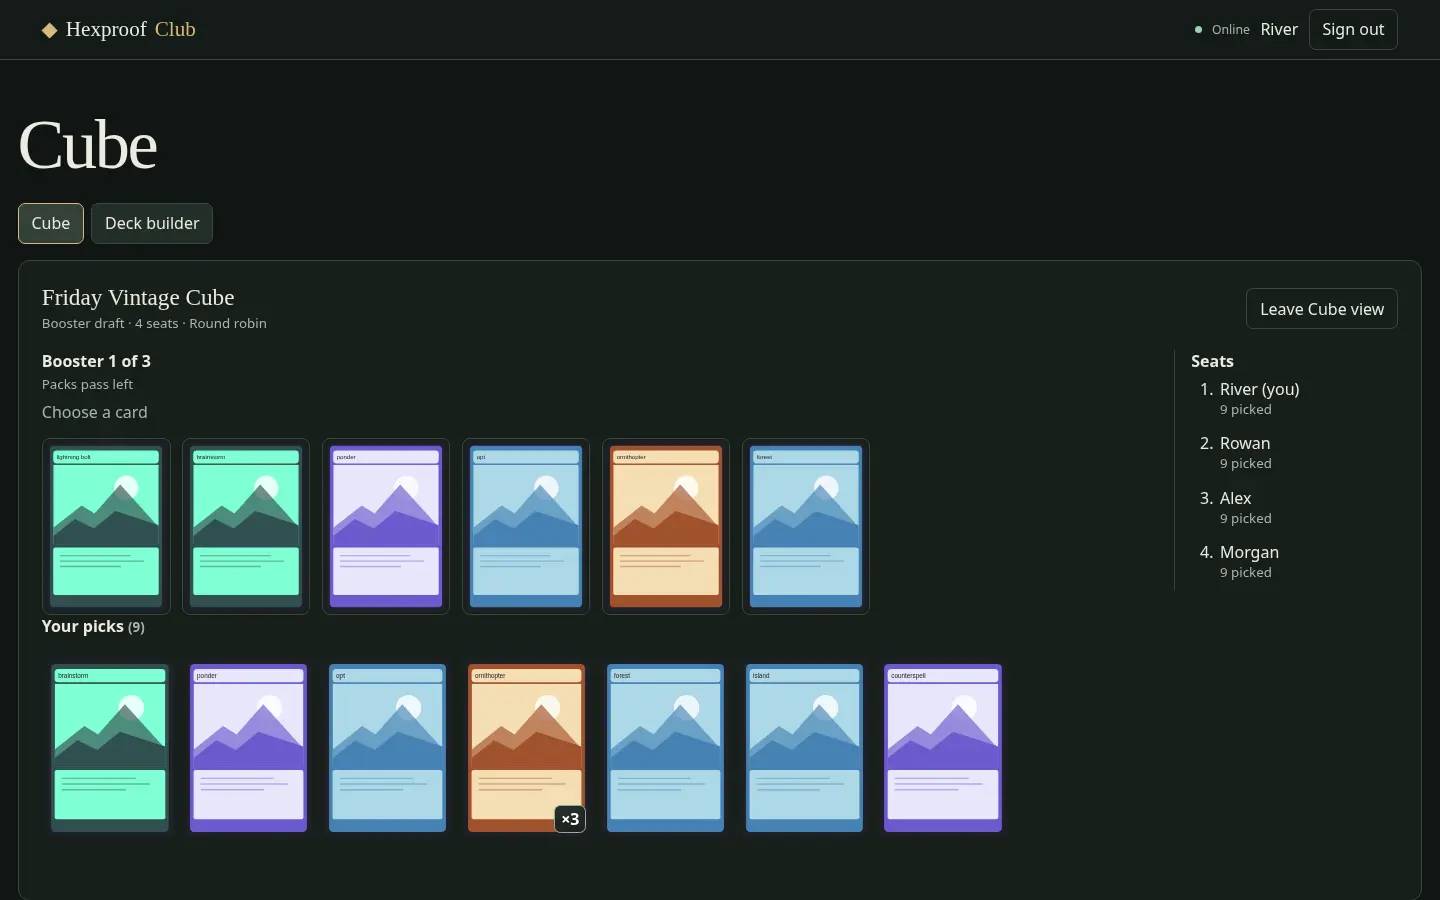 ◆ Hexproof Club
Online River Sign out
Cube
Cube Deck builder
Friday Vintage Cube
Booster draft · 4 seats · Round robin
Leave Cube view
Booster 1 of 3
Packs pass left
Choose a card
lightning bolt
brainstorm
ponder
opt
ornithopter
forest
Seats
1. River (you)
9 picked
2. Rowan
9 picked
3. Alex
9 picked
4. Morgan
9 picked
Your picks (9)
brainstorm
ponder
opt
ornithopter
×3
forest
island
counterspell